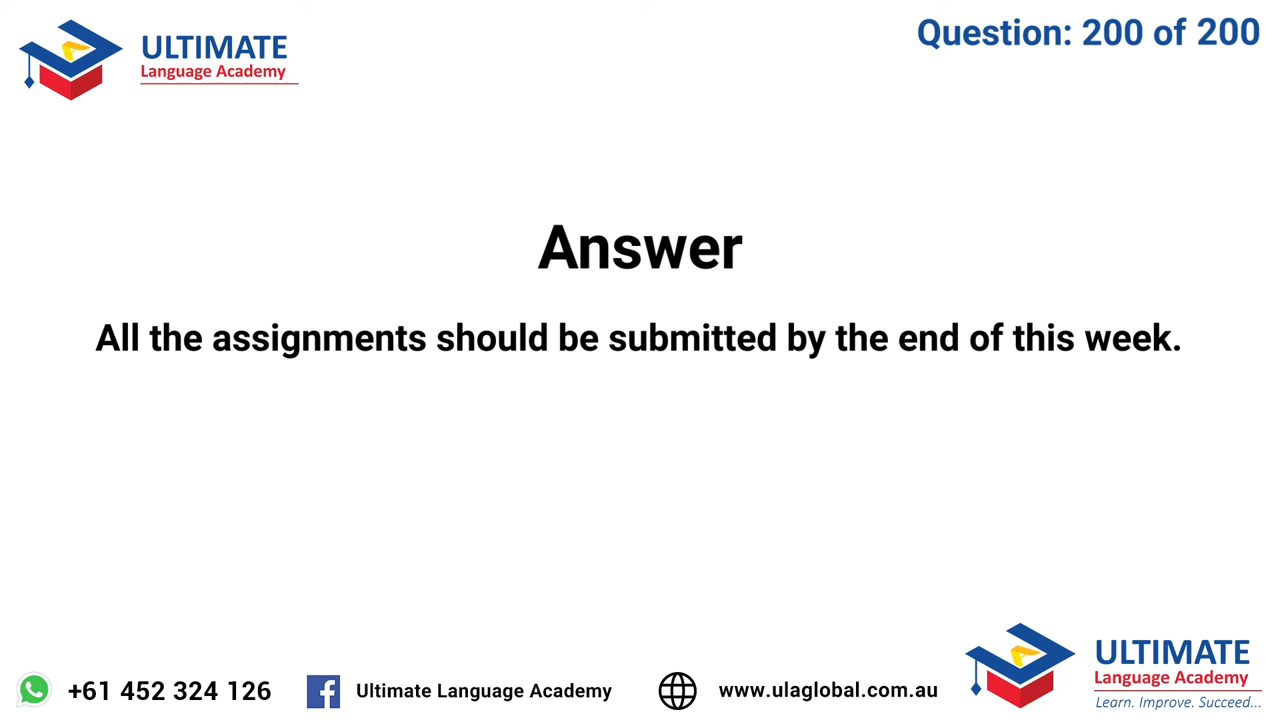 ULTIMATE
Language Academy
Question: 200 of 200
Answer
All the assignments should be submitted by the end of this week.
+61 452 324 126
Ultimate Language Academy
www.ulaglobal.com.au
ULTIMATE
Language Academy
Learn. Improve. Succeed...